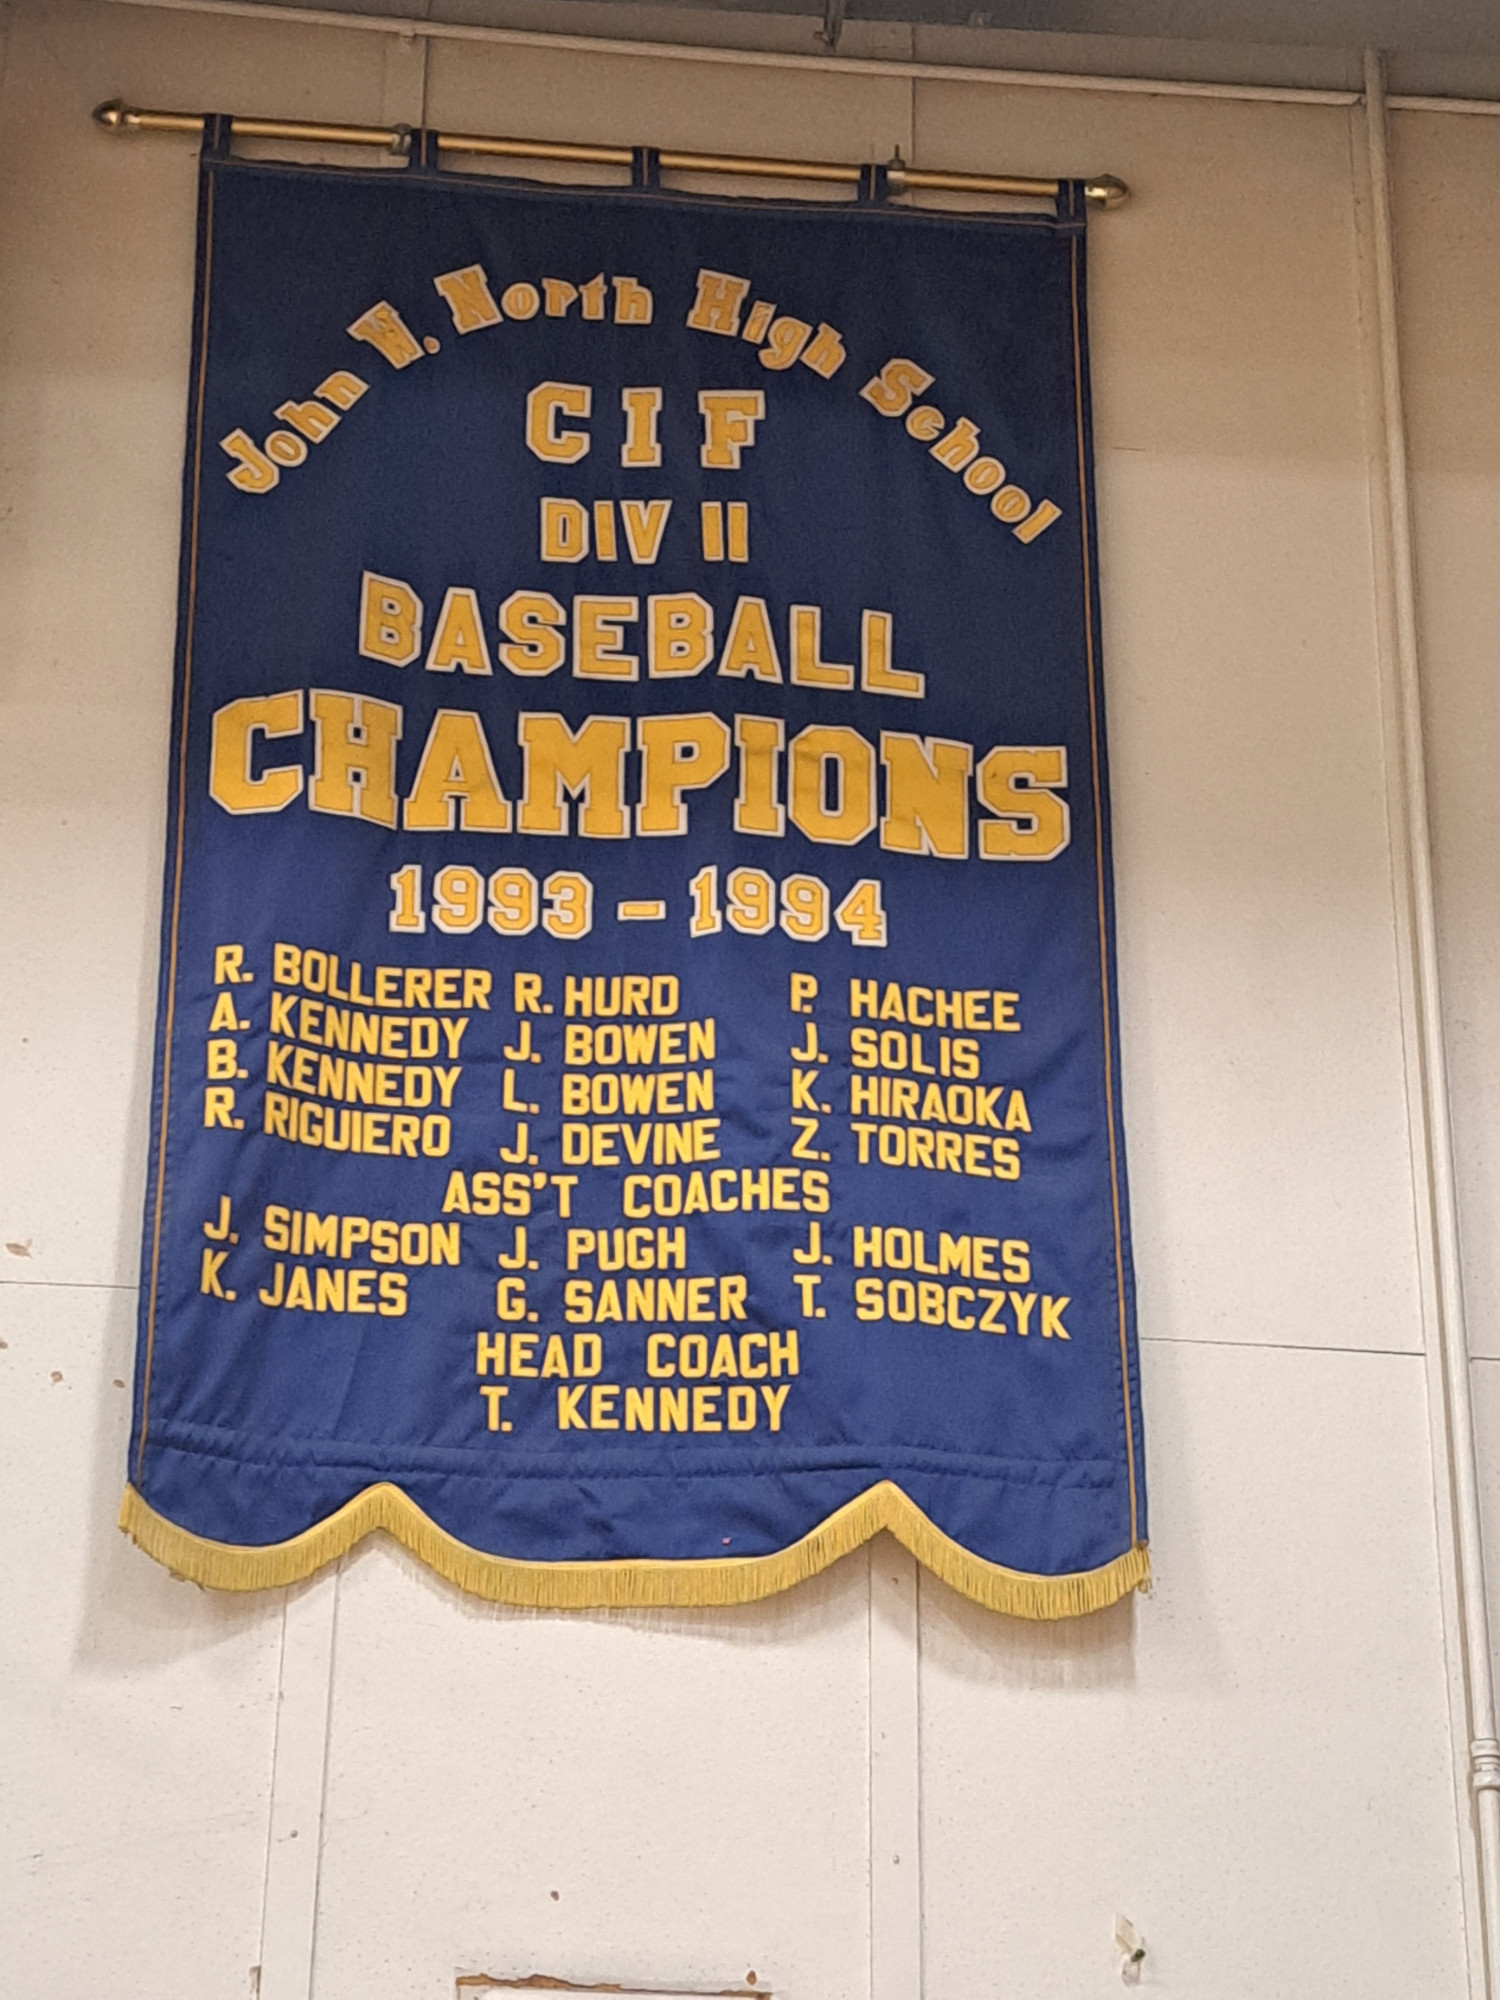 John W. North High School
CIF
DIV II
BASEBALL
CHAMPIONS
1993-1994
R. BOLLERER R. HURD P. HACHEE
A. KENNEDY J. BOWEN J. SOLIS
B. KENNEDY L. BOWEN K. HIRAOKA
R. RIGUIERO J. DEVINE Z. TORRES
ASS'T COACHES
J. SIMPSON J. PUGH J. HOLMES
K. JANES G. SANNER T. SOBCZYK
HEAD COACH
T. KENNEDY